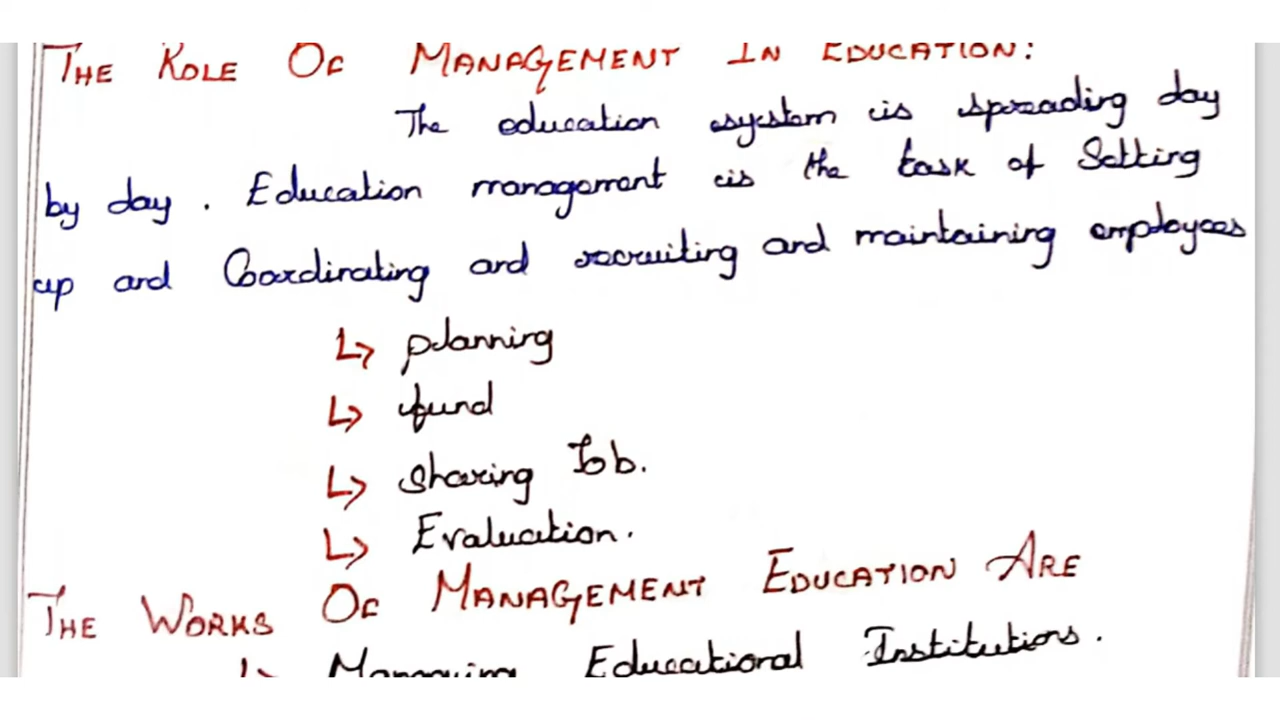 THE ROLE OF MANAGEMENT IN EDUCATION:
The education system is spreading day
by day. Education management is the task of Setting
up and Coordinating and recruiting and maintaining employees
↳ planning
↳ fund
↳ sharing Job.
↳ Evaluation.
THE WORKS OF MANAGEMENT EDUCATION ARE
↳ Managing Educational Institutions.